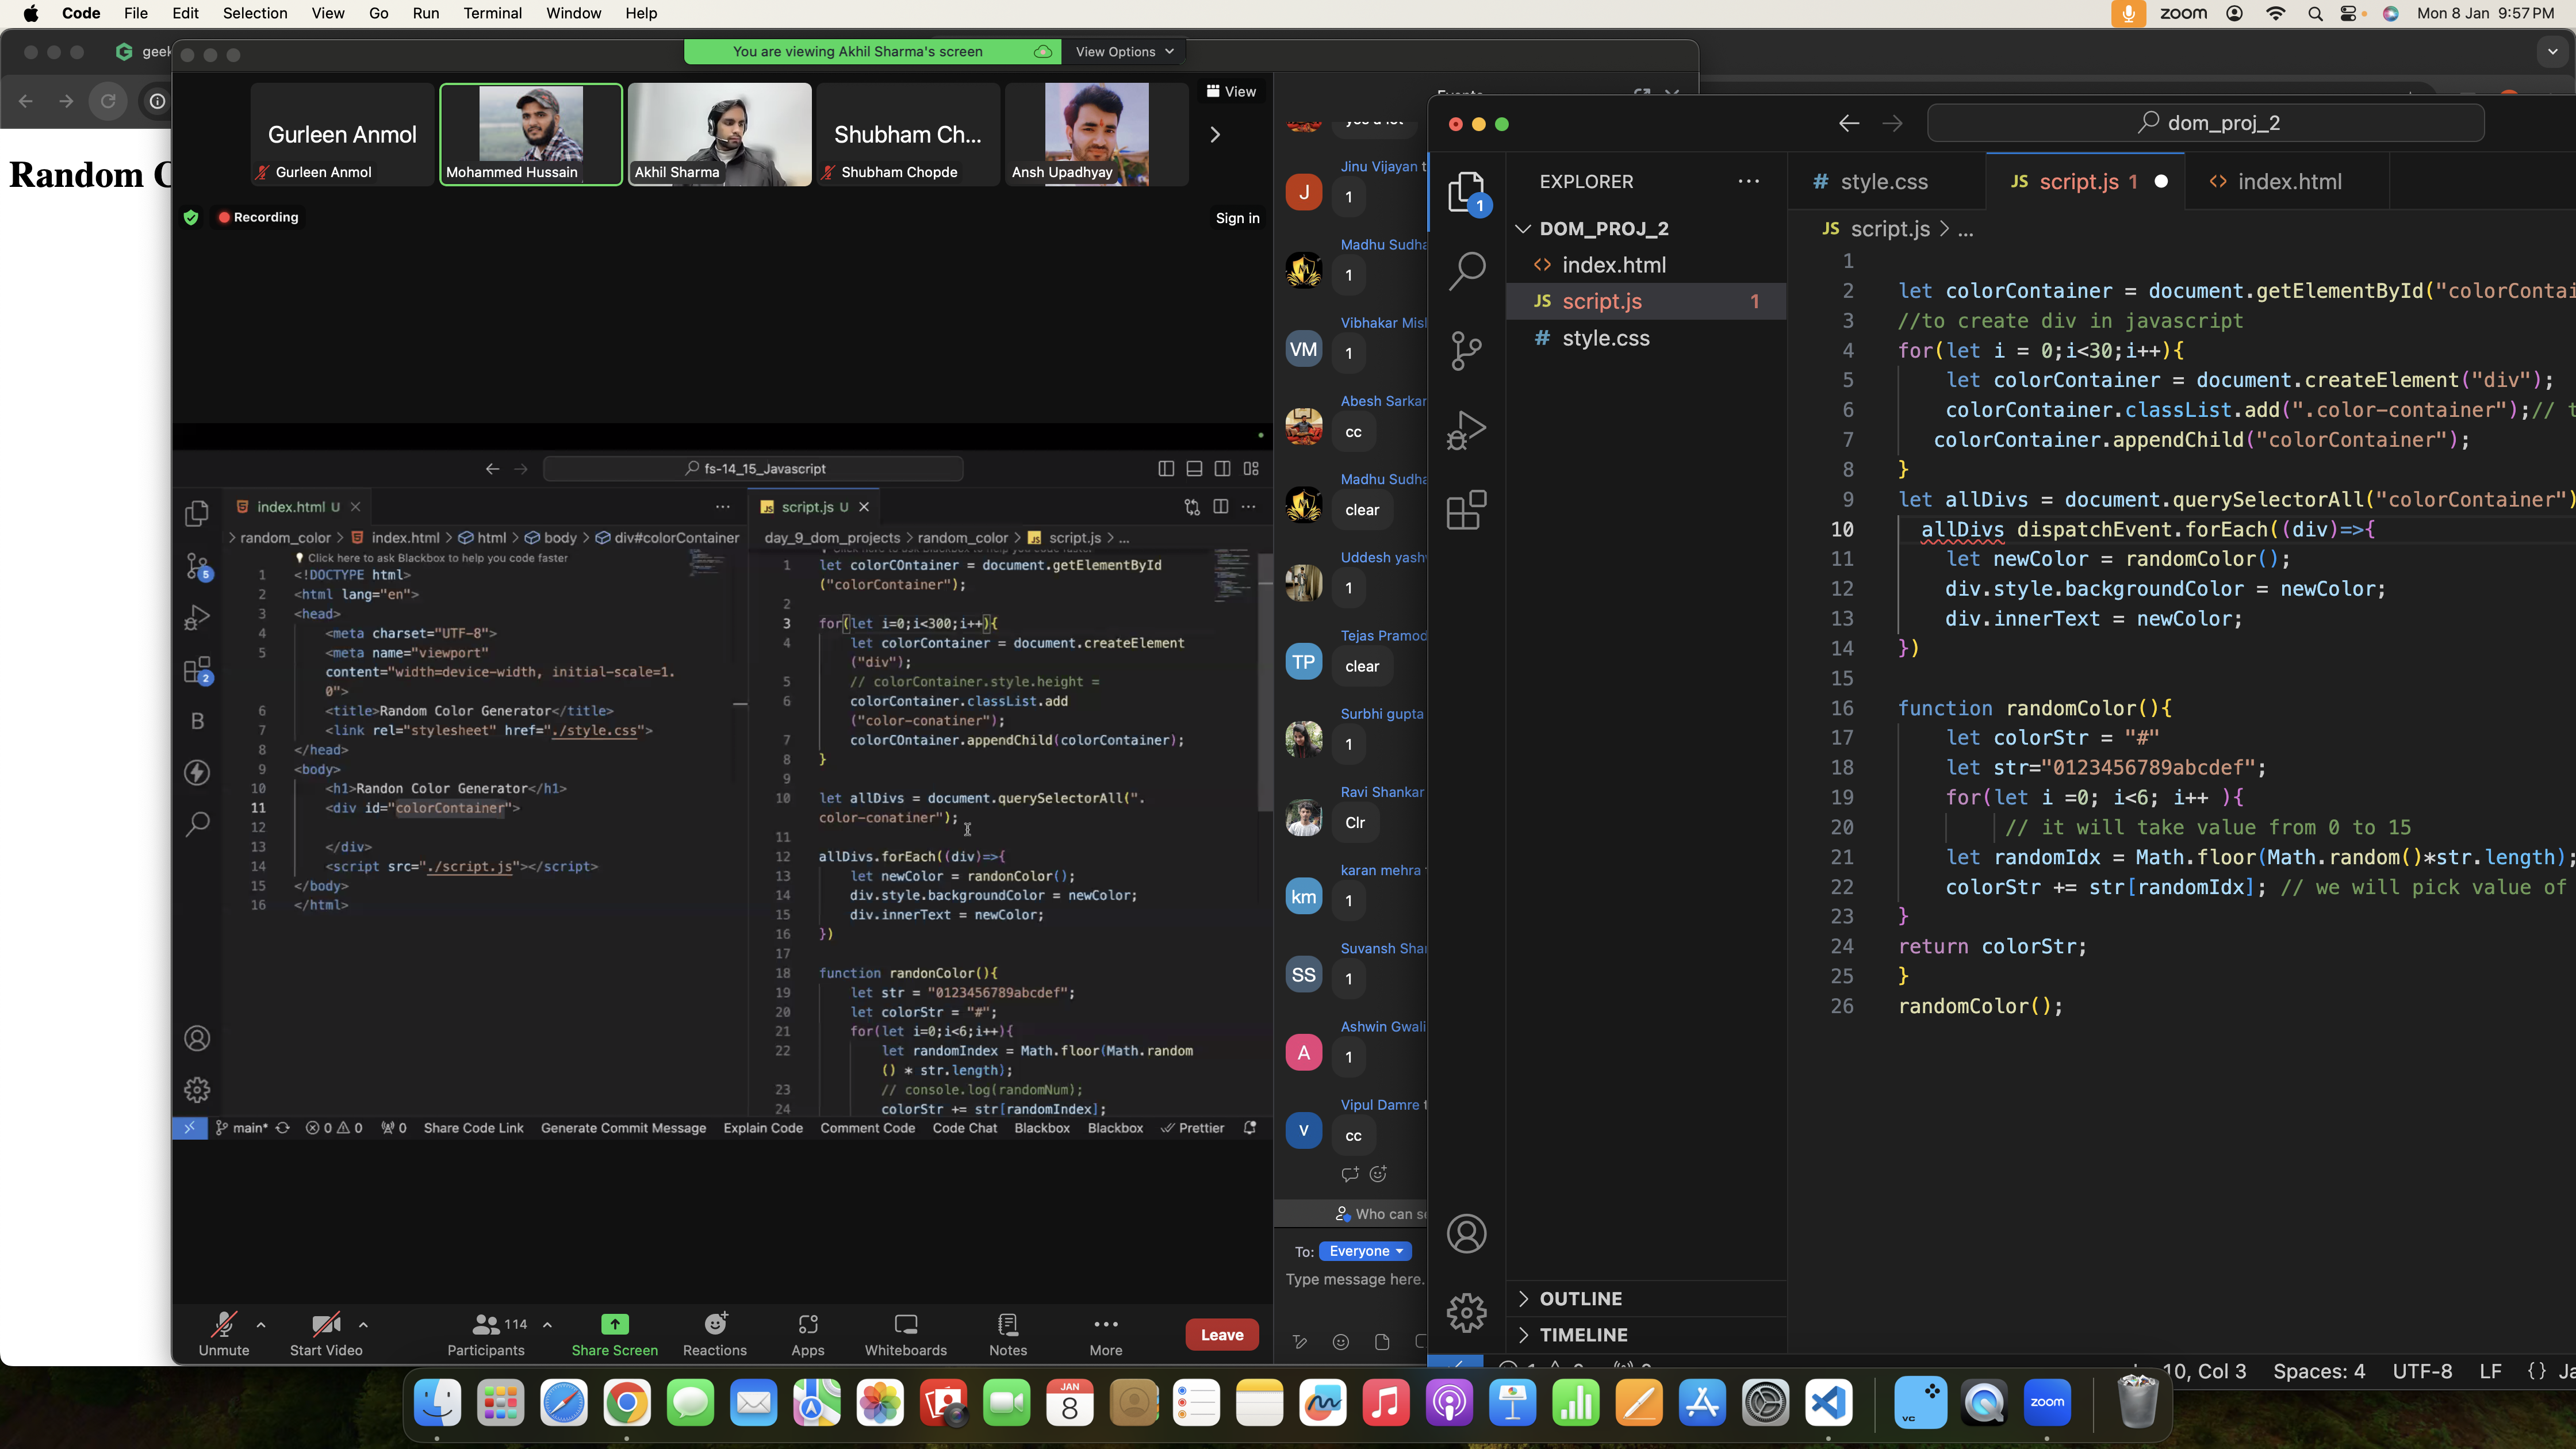 Code File Edit Selection View Go Run Terminal Window Help
zoom
Mon 8 Jan 9:57 PM
geek
You are viewing Akhil Sharma's screen
View Options
Random C
Gurleen Anmol
Gurleen Anmol
Mohammed Hussain
Akhil Sharma
Shubham Ch...
Shubham Chopde
Ansh Upadhyay
View
Recording
Sign in
fs-14_15_Javascript
index.html U
random_color > index.html > html > body > div#colorContainer
Click here to ask Blackbox to help you code faster
1 <!DOCTYPE html>
2 <html lang="en">
3 <head>
4 <meta charset="UTF-8">
5 <meta name="viewport"
content="width=device-width, initial-scale=1.
0">
6 <title>Random Color Generator</title>
7 <link rel="stylesheet" href="./style.css">
8 </head>
9 <body>
10 <h1>Randon Color Generator</h1>
11 <div id="colorContainer">
12
13 </div>
14 <script src="./script.js"></script>
15 </body>
16 </html>
5
2
B
script.js U
day_9_dom_projects > random_color > script.js > ...
1 let colorCOntainer = document.getElementById
("colorContainer");
2
3 for(let i=0;i<300;i++){
4 let colorContainer = document.createElement
("div");
5 // colorContainer.style.height =
6 colorContainer.classList.add
("color-conatiner");
7 colorCOntainer.appendChild(colorContainer);
8 }
9
10 let allDivs = document.querySelectorAll(".
color-conatiner");
11
12 allDivs.forEach((div)=>{
13 let newColor = randonColor();
14 div.style.backgroundColor = newColor;
15 div.innerText = newColor;
16 })
17
18 function randonColor(){
19 let str = "0123456789abcdef";
20 let colorStr = "#";
21 for(let i=0;i<6;i++){
22 let randomIndex = Math.floor(Math.random
() * str.length);
23 // console.log(randomNum);
24 colorStr += str[randomIndex];
main* 0 0 0 Share Code Link Generate Commit Message Explain Code Comment Code Code Chat Blackbox Blackbox Prettier
Unmute
Start Video
114
Participants
Share Screen
Reactions
Apps
Whiteboards
Notes
More
Leave
yes a lot
Jinu Vijayan t
J
1
Madhu Sudha
1
Vibhakar Misl
VM
1
Abesh Sarkar
cc
Madhu Sudha
clear
Uddesh yash
1
Tejas Pramod
TP
clear
Surbhi gupta
1
Ravi Shankar
Clr
karan mehra
km
1
Suvansh Sha
SS
1
Ashwin Gwali
A
1
Vipul Damre t
V
cc
Who can se
To: Everyone
Type message here.
dom_proj_2
1
EXPLORER
DOM_PROJ_2
index.html
JS script.js 1
# style.css
OUTLINE
TIMELINE
# style.css
JS script.js 1
index.html
JS script.js > ...
1
2 let colorContainer = document.getElementById("colorContai
3 //to create div in javascript
4 for(let i = 0;i<30;i++){
5 let colorContainer = document.createElement("div");
6 colorContainer.classList.add(".color-container");// t
7 colorContainer.appendChild("colorContainer");
8 }
9 let allDivs = document.querySelectorAll("colorContainer")
10 allDivs dispatchEvent.forEach((div)=>{
11 let newColor = randomColor();
12 div.style.backgroundColor = newColor;
13 div.innerText = newColor;
14 })
15
16 function randomColor(){
17 let colorStr = "#"
18 let str="0123456789abcdef";
19 for(let i =0; i<6; i++ ){
20 // it will take value from 0 to 15
21 let randomIdx = Math.floor(Math.random()*str.length);
22 colorStr += str[randomIdx]; // we will pick value of
23 }
24 return colorStr;
25 }
26 randomColor();
10, Col 3 Spaces: 4 UTF-8 LF {} Ja
JAN
8
vc
zoom